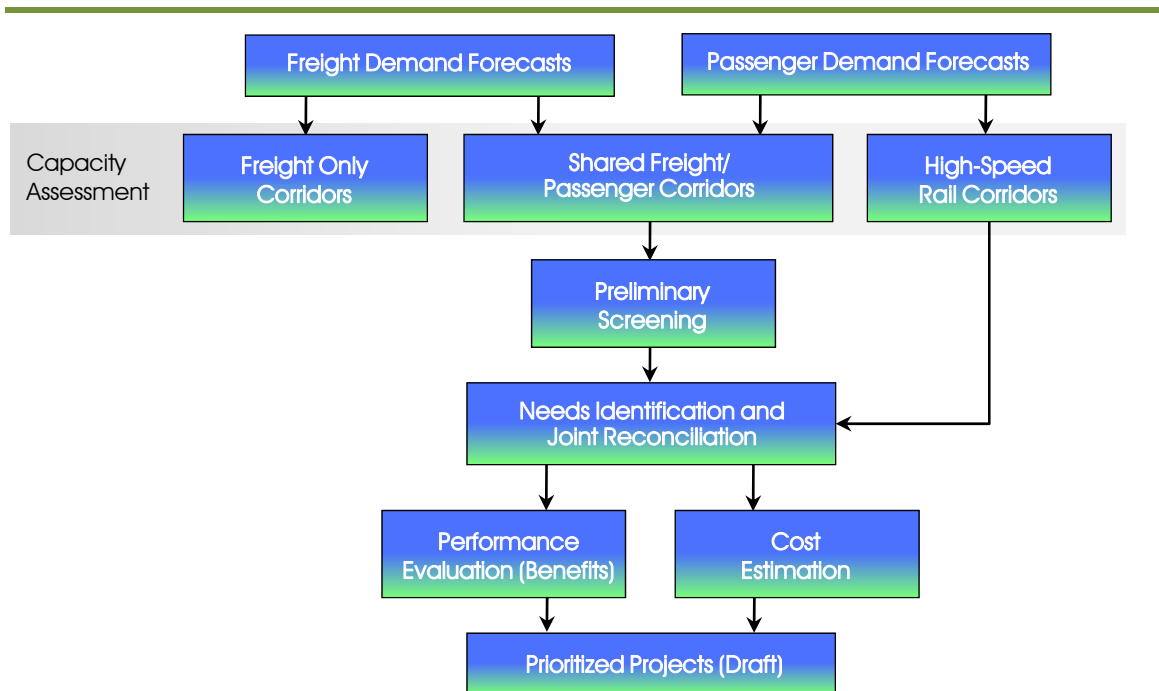 Freight Demand Forecasts
Passenger Demand Forecasts
Capacity
Assessment
Freight Only
Corridors
Shared Freight/
Passenger Corridors
High-Speed
Rail Corridors
Preliminary
Screening
Needs Identification and
Joint Reconciliation
Performance
Evaluation (Benefits)
Cost
Estimation
Prioritized Projects (Draft)